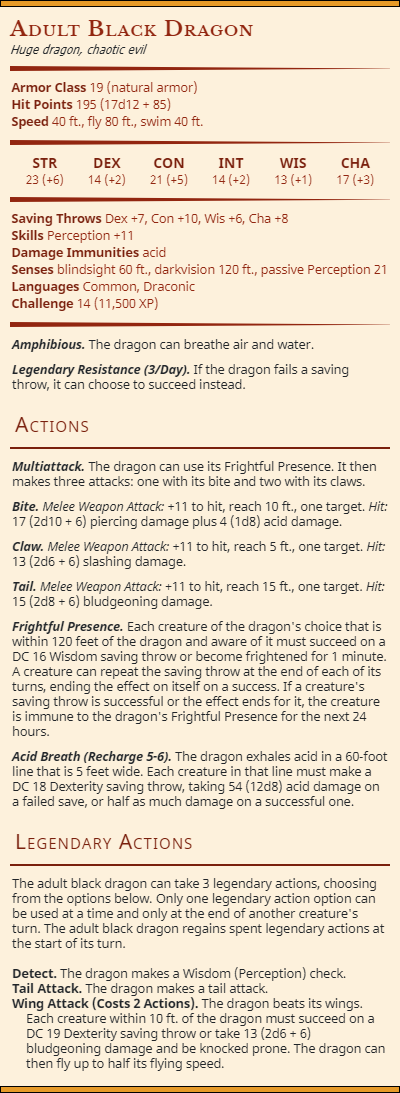 Adult Black Dragon
Huge dragon, chaotic evil
Armor Class 19 (natural armor)
Hit Points 195 (17d12 + 85)
Speed 40 ft., fly 80 ft., swim 40 ft.
STR DEX CON INT WIS CHA
23 (+6) 14 (+2) 21 (+5) 14 (+2) 13 (+1) 17 (+3)
Saving Throws Dex +7, Con +10, Wis +6, Cha +8
Skills Perception +11
Damage Immunities acid
Senses blindsight 60 ft., darkvision 120 ft., passive Perception 21
Languages Common, Draconic
Challenge 14 (11,500 XP)
Amphibious. The dragon can breathe air and water.
Legendary Resistance (3/Day). If the dragon fails a saving
throw, it can choose to succeed instead.
Actions
Multiattack. The dragon can use its Frightful Presence. It then
makes three attacks: one with its bite and two with its claws.
Bite. Melee Weapon Attack: +11 to hit, reach 10 ft., one target. Hit:
17 (2d10 + 6) piercing damage plus 4 (1d8) acid damage.
Claw. Melee Weapon Attack: +11 to hit, reach 5 ft., one target. Hit:
13 (2d6 + 6) slashing damage.
Tail. Melee Weapon Attack: +11 to hit, reach 15 ft., one target. Hit:
15 (2d8 + 6) bludgeoning damage.
Frightful Presence. Each creature of the dragon's choice that is
within 120 feet of the dragon and aware of it must succeed on a
DC 16 Wisdom saving throw or become frightened for 1 minute.
A creature can repeat the saving throw at the end of each of its
turns, ending the effect on itself on a success. If a creature's
saving throw is successful or the effect ends for it, the creature
is immune to the dragon's Frightful Presence for the next 24
hours.
Acid Breath (Recharge 5-6). The dragon exhales acid in a 60-foot
line that is 5 feet wide. Each creature in that line must make a
DC 18 Dexterity saving throw, taking 54 (12d8) acid damage on
a failed save, or half as much damage on a successful one.
Legendary Actions
The adult black dragon can take 3 legendary actions, choosing
from the options below. Only one legendary action option can
be used at a time and only at the end of another creature's
turn. The adult black dragon regains spent legendary actions at
the start of its turn.
Detect. The dragon makes a Wisdom (Perception) check.
Tail Attack. The dragon makes a tail attack.
Wing Attack (Costs 2 Actions). The dragon beats its wings.
Each creature within 10 ft. of the dragon must succeed on a
DC 19 Dexterity saving throw or take 13 (2d6 + 6)
bludgeoning damage and be knocked prone. The dragon can
then fly up to half its flying speed.